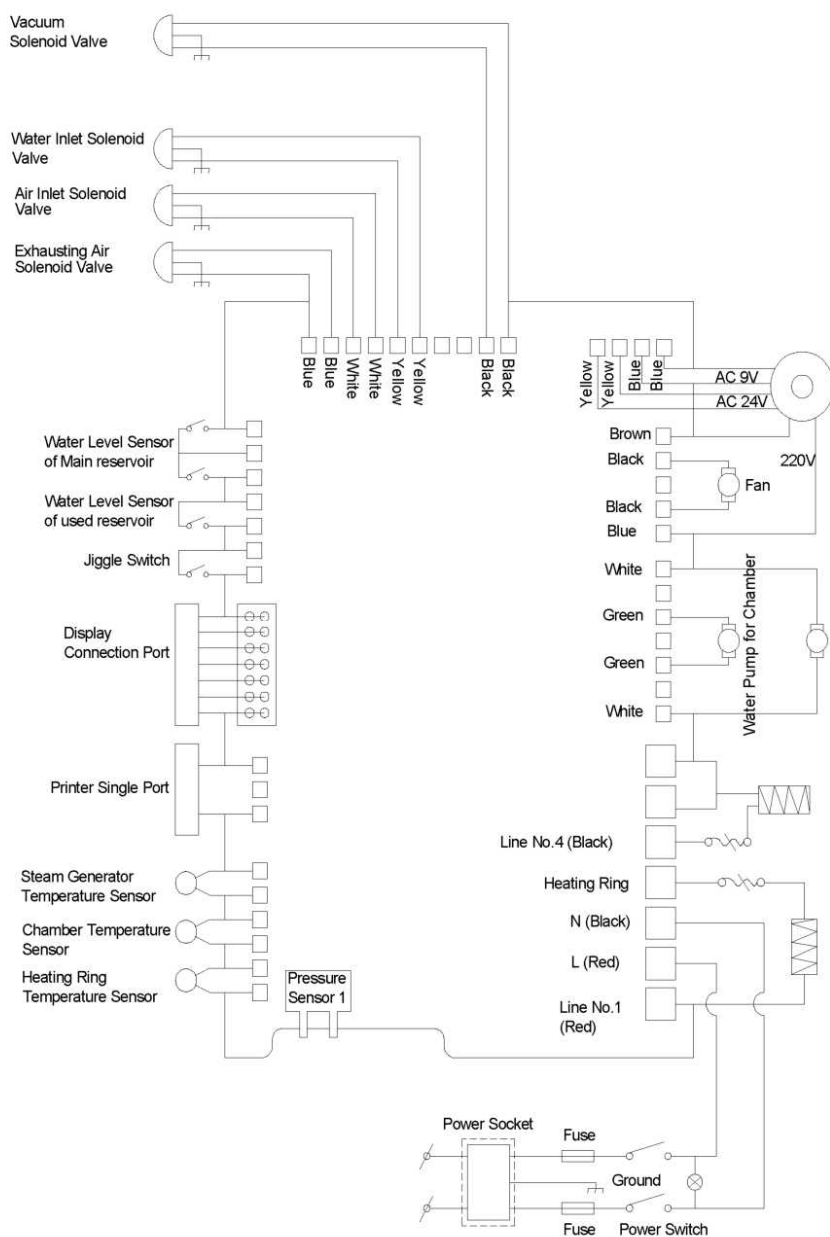 Vacuum
Solenoid Valve
Water Inlet Solenoid
Valve
Air Inlet Solenoid
Valve
Exhausting Air
Solenoid Valve
Blue
Blue
White
White
Yellow
Yellow
Black
Black
Yellow
Yellow
Blue
Blue
AC 9V
AC 24V
220V
Brown
Black
Fan
Black
Blue
White
Green
Green
White
Water Pump for Chamber
Water Level Sensor
of Main reservoir
Water Level Sensor
of used reservoir
Jiggle Switch
Display
Connection Port
Printer Single Port
Steam Generator
Temperature Sensor
Chamber Temperature
Sensor
Heating Ring
Temperature Sensor
Pressure
Sensor 1
Line No.4 (Black)
Heating Ring
N (Black)
L (Red)
Line No.1
(Red)
Power Socket
Fuse
Ground
Fuse
Power Switch